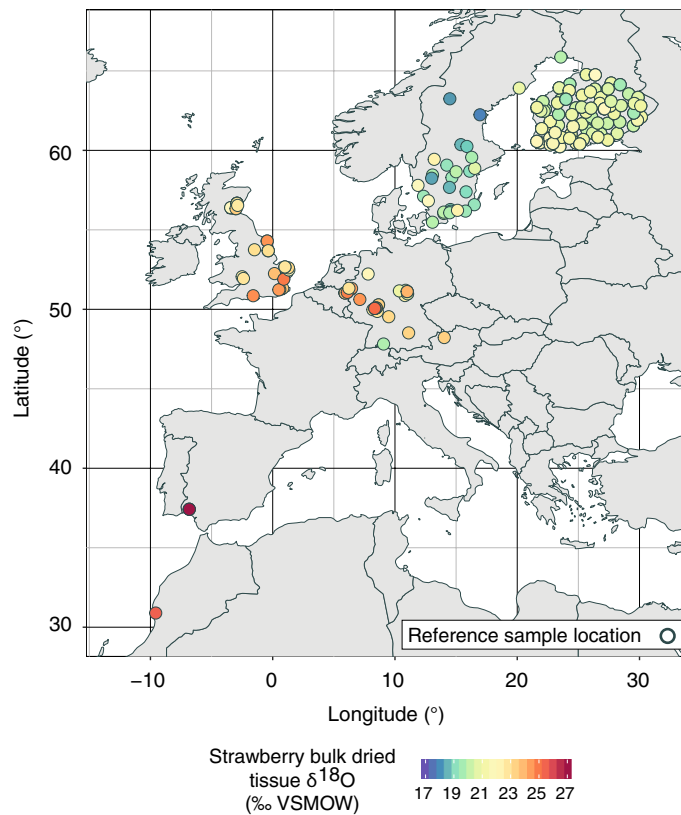 60
50
40
30
Latitude (°)
Reference sample location
−10
0
10
20
30
Longitude (°)
Strawberry bulk dried
tissue δ¹⁸O
(‰ VSMOW)
17 19 21 23 25 27